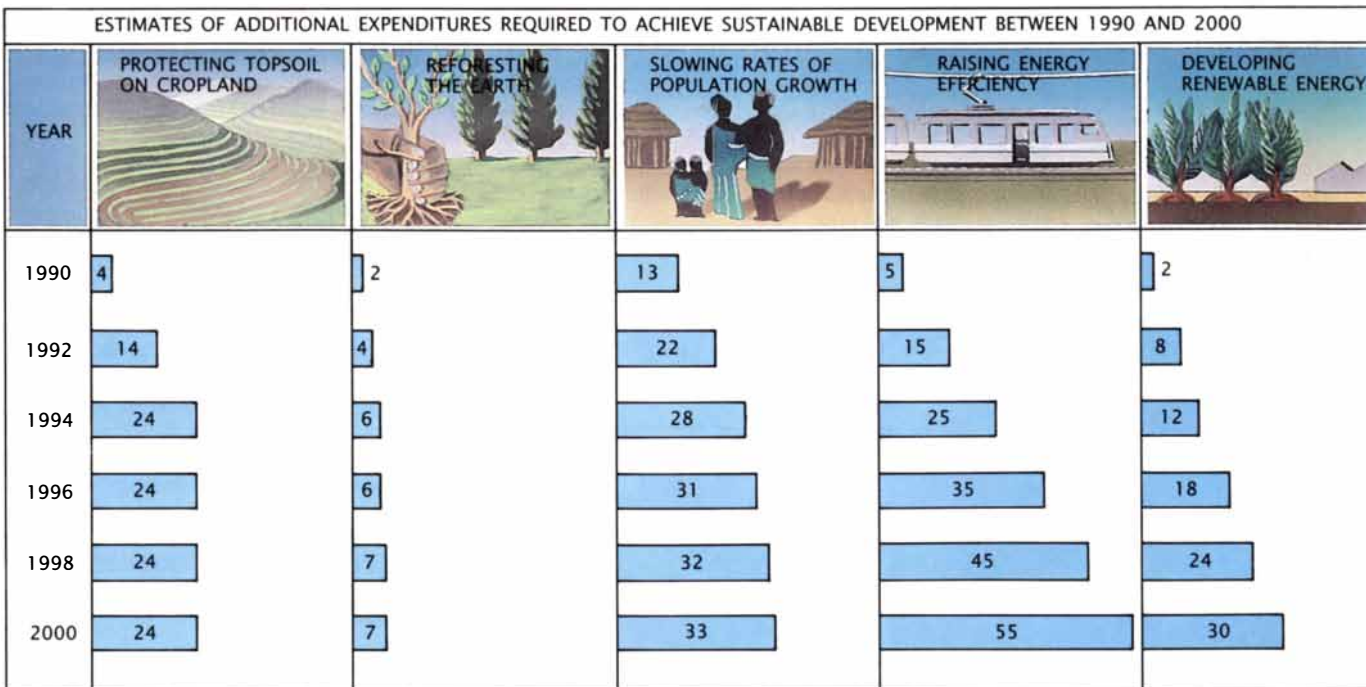 ESTIMATES OF ADDITIONAL EXPENDITURES REQUIRED TO ACHIEVE SUSTAINABLE DEVELOPMENT BETWEEN 1990 AND 2000
YEAR
PROTECTING TOPSOIL
ON CROPLAND
REFORESTING
THE EARTH
SLOWING RATES OF
POPULATION GROWTH
RAISING ENERGY
EFFICIENCY
DEVELOPING
RENEWABLE ENERGY
1990 4 2 13 5 2
1992 14 4 22 15 8
1994 24 6 28 25 12
1996 24 6 31 35 18
1998 24 7 32 45 24
2000 24 7 33 55 30